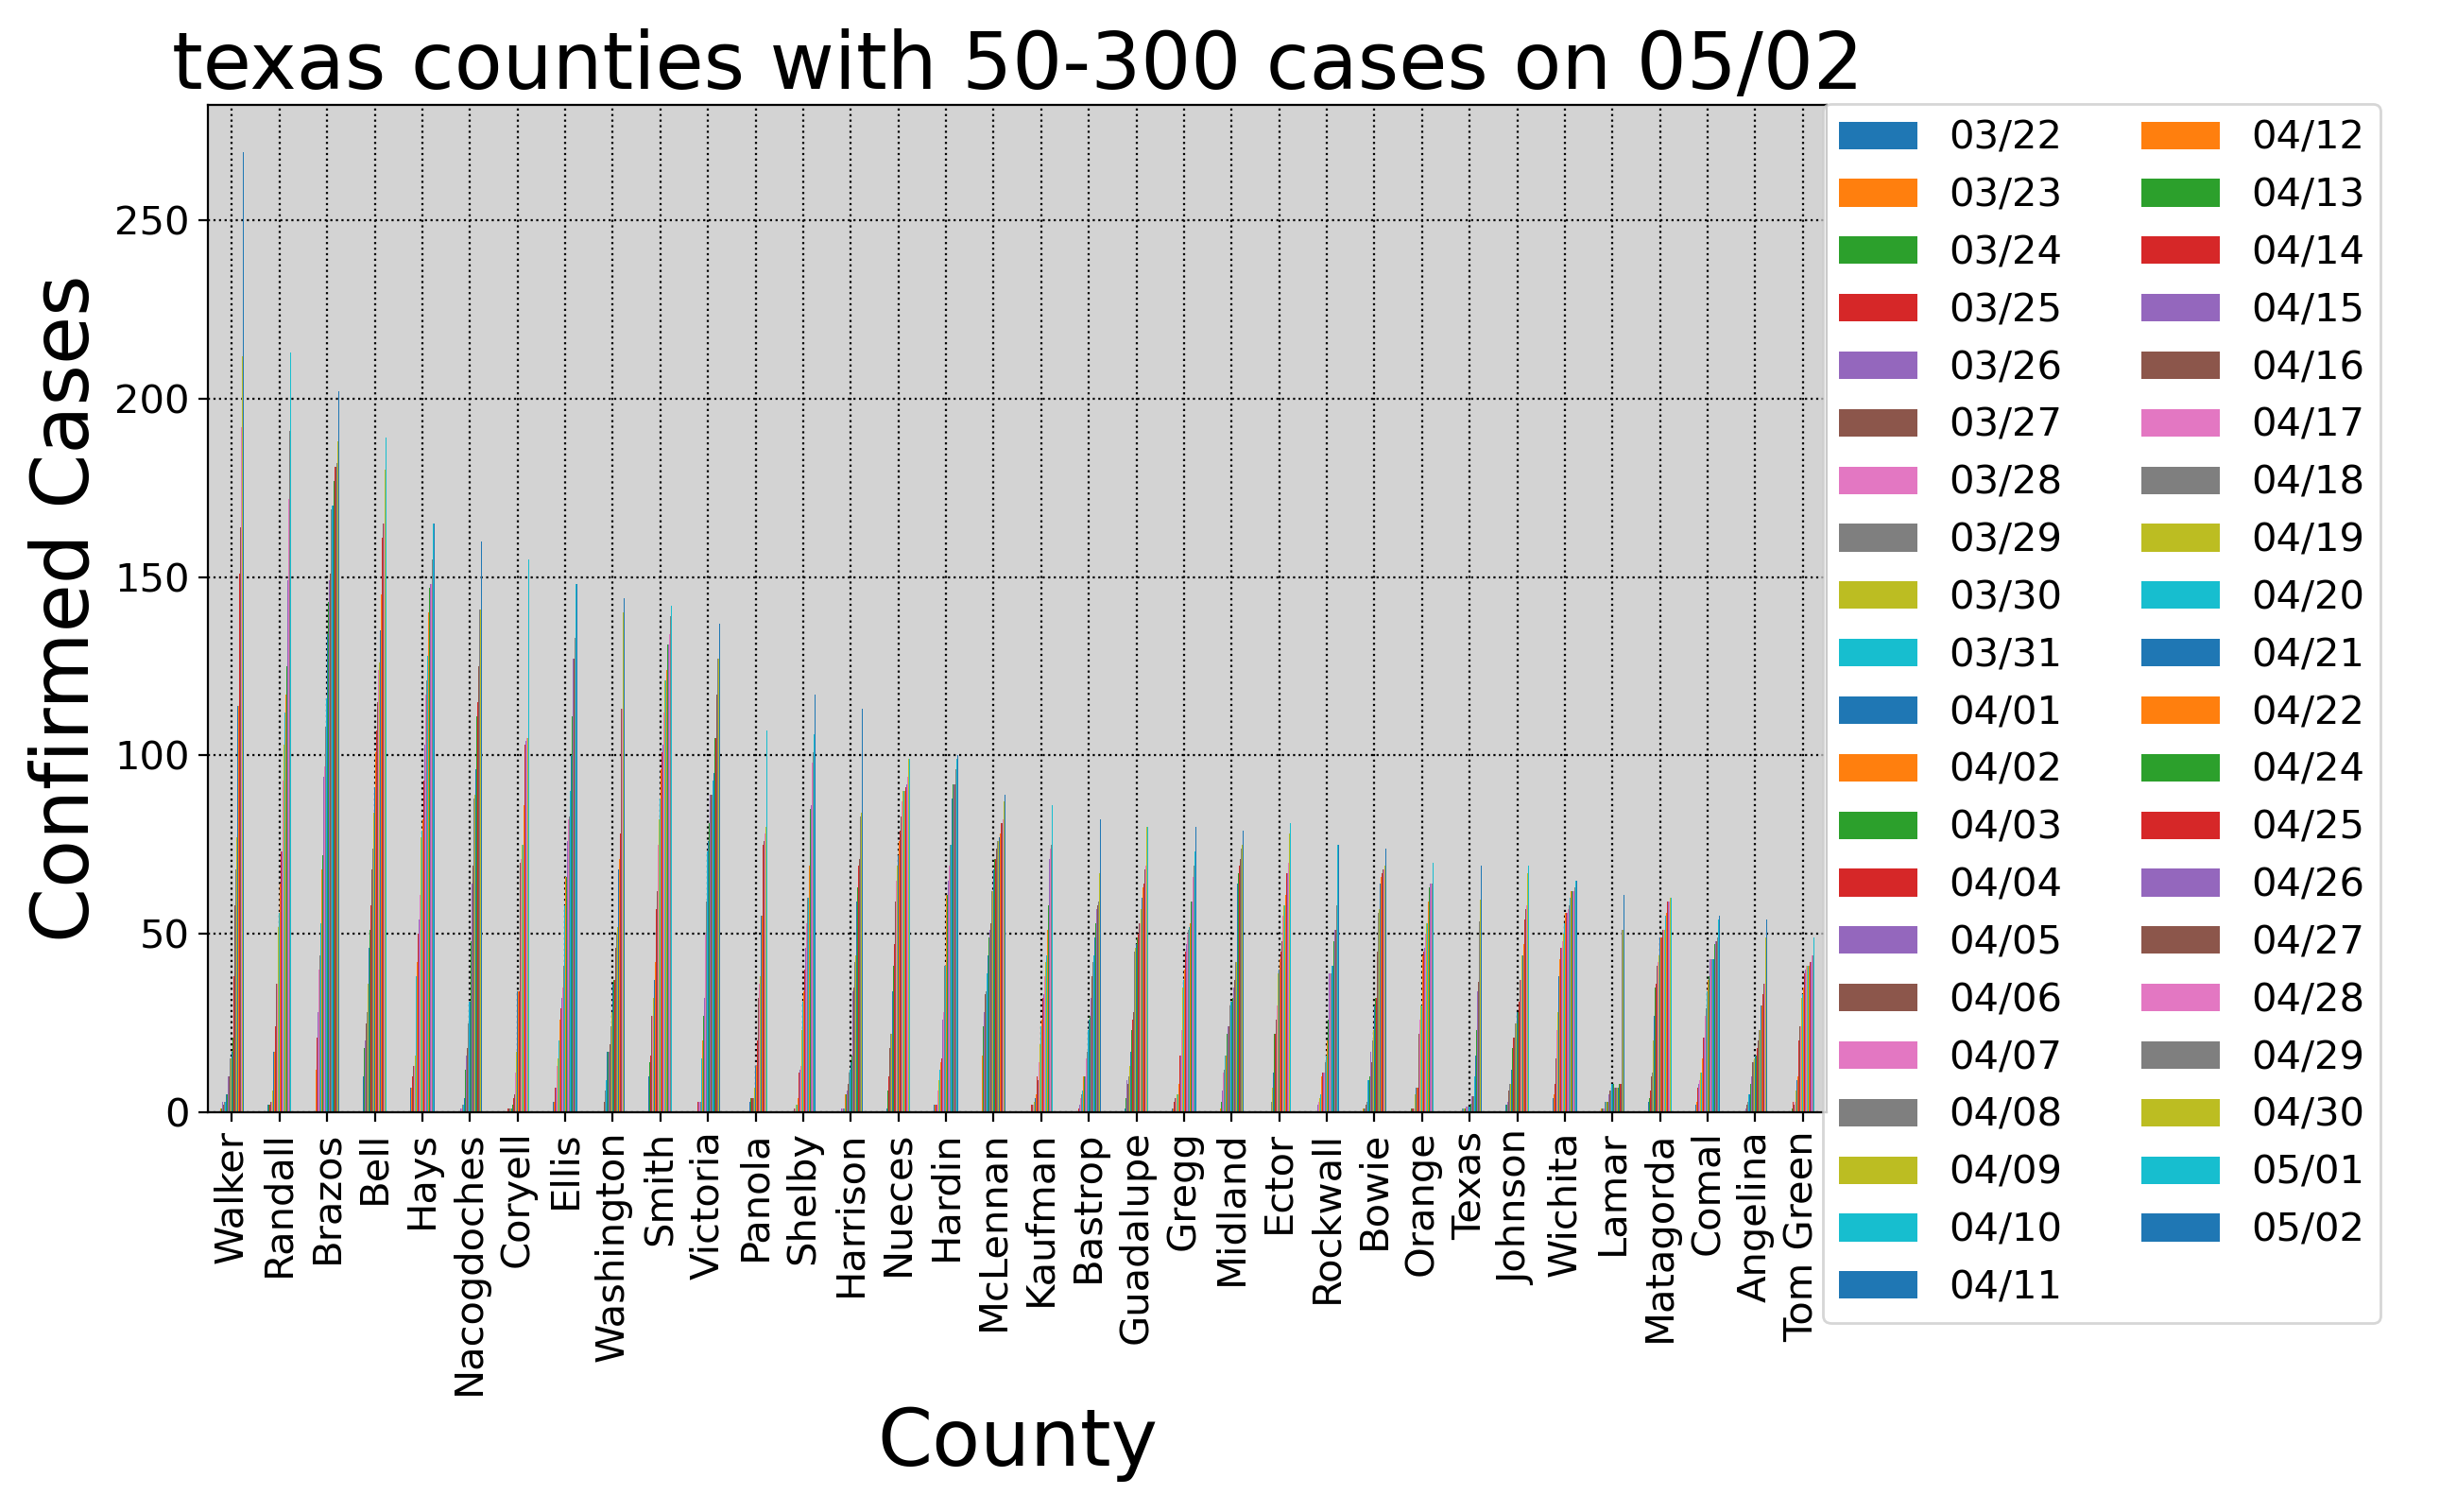 texas counties with 50-300 cases on 05/02
Confirmed Cases
250
200
150
100
50
0
Walker
Randall
Brazos
Bell
Hays
Nacogdoches
Coryell
Ellis
Washington
Smith
Victoria
Panola
Shelby
Harrison
Nueces
Hardin
McLennan
Kaufman
Bastrop
Guadalupe
Gregg
Midland
Ector
Rockwall
Bowie
Orange
Texas
Johnson
Wichita
Lamar
Matagorda
Comal
Angelina
Tom Green
County
03/22
03/23
03/24
03/25
03/26
03/27
03/28
03/29
03/30
03/31
04/01
04/02
04/03
04/04
04/05
04/06
04/07
04/08
04/09
04/10
04/11
04/12
04/13
04/14
04/15
04/16
04/17
04/18
04/19
04/20
04/21
04/22
04/24
04/25
04/26
04/27
04/28
04/29
04/30
05/01
05/02